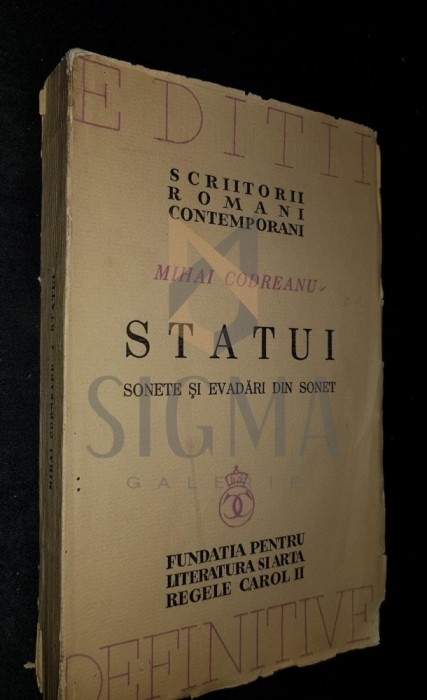 EDITII
SCRIITORII
ROMANI
CONTEMPORANI
MIHAI CODREANU
STATUI
SONETE ȘI EVADĂRI DIN SONET
SIGMA
GALERIE
FUNDATIA PENTRU
LITERATURA SI ARTA
REGELE CAROL II
DEFINITIVE
MIHAI CODREANU * STATUI